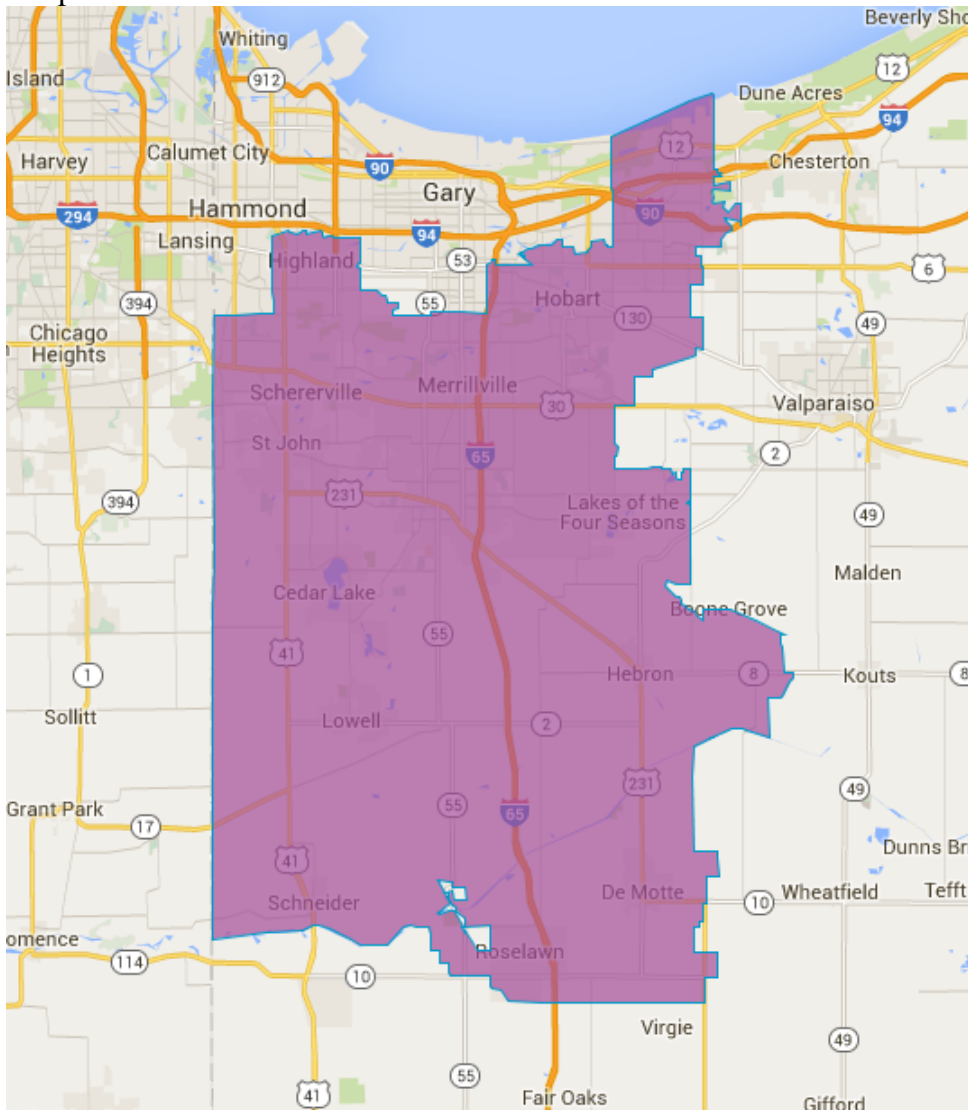 Beverly Sho
Whiting
Island
912
12
Dune Acres
94
Harvey
Calumet City
90
12
Chesterton
Gary
294
Hammond
94
90
Lansing
53
Highland
6
394
55
Hobart
130
49
Chicago
Heights
Merrillville
Schererville
30
Valparaiso
St John
65
2
394
231
Lakes of the
Four Seasons
49
Malden
Cedar Lake
Boone Grove
55
41
1
Hebron
8
Kouts
8
Sollitt
Lowell
2
231
49
Grant Park
17
55
65
Dunns Br
41
De Motte
Wheatfield
Tefft
Schneider
10
omence
Roselawn
114
10
Virgie
49
41
55
Fair Oaks
Gifford